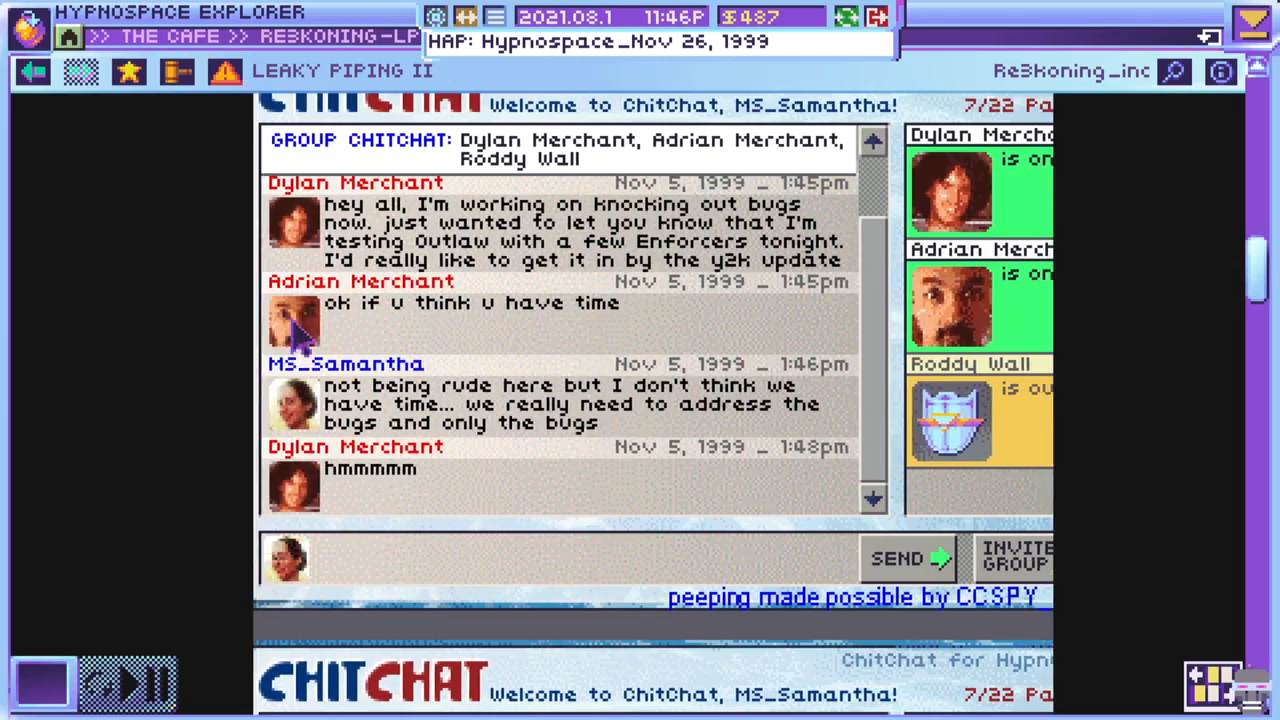 HYPNOSPACE EXPLORER
2021.08.1 11:46P
487
>> THE CAFE >> RE3KONING-LP
HAP: Hypnospace_Nov 26, 1999
LEAKY PIPING II
Re3koning_inc
CHITCHAT Welcome to ChitChat, MS_Samantha!
7/22 Pa
GROUP CHITCHAT: Dylan Merchant, Adrian Merchant,
Roddy Wall
Dylan Merchant Nov 5, 1999 _ 1:45pm
hey all, I'm working on knocking out bugs
now. just wanted to let you know that I'm
testing Outlaw with a few Enforcers tonight.
I'd really like to get it in by the y2k update
Adrian Merchant Nov 5, 1999 _ 1:45pm
ok if u think u have time
MS_Samantha Nov 5, 1999 _ 1:46pm
not being rude here but I don't think we
have time... we really need to address the
bugs and only the bugs
Dylan Merchant Nov 5, 1999 _ 1:48pm
hmmmmm
Dylan Mercha
is on
Adrian Merch
is on
Roddy Wall
is ou
SEND
INVITE
GROUP
peeping made possible by CCSPY_
ChitChat for Hypn
CHITCHAT Welcome to ChitChat, MS_Samantha!
7/22 Pa